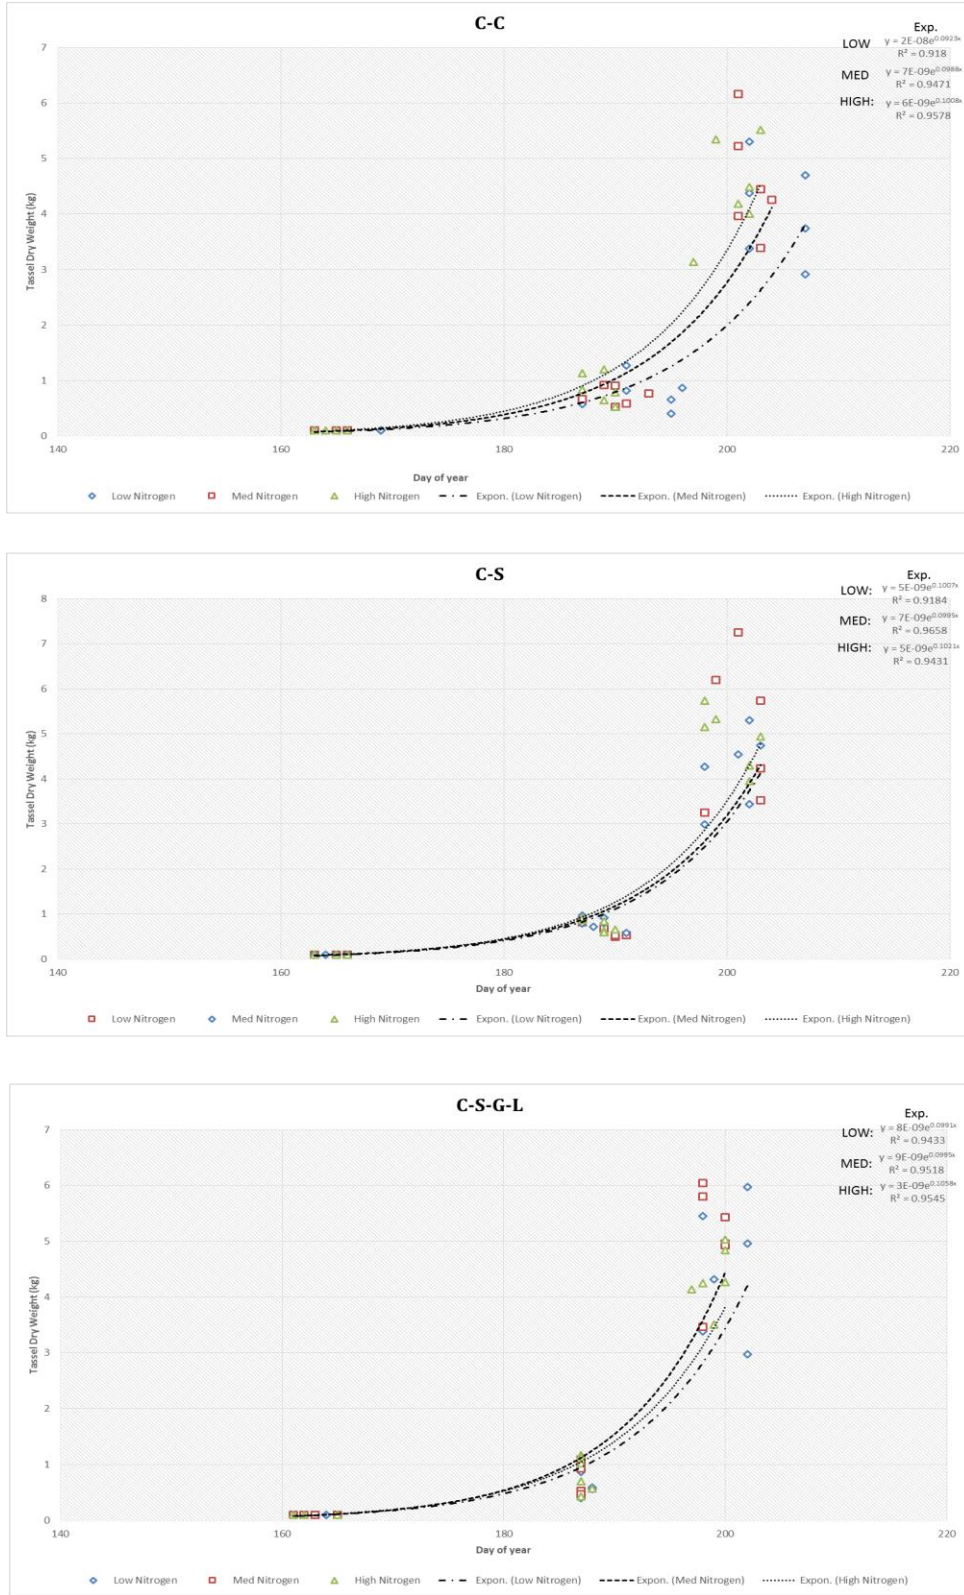 C-C
Exp.
LOW y = 2E-08e^0.0923x
R² = 0.918
MED y = 7E-09e^0.0988x
R² = 0.9471
HIGH: y = 6E-09e^0.1008x
R² = 0.9578
Tassel Dry Weight (kg)
7
6
5
4
3
2
1
0
140 160 180 200 220
Day of year
Low Nitrogen Med Nitrogen High Nitrogen Expon. (Low Nitrogen) Expon. (Med Nitrogen) Expon. (High Nitrogen)
C-S
Exp.
LOW: y = 5E-09e^0.1007x
R² = 0.9184
MED: y = 7E-09e^0.0995x
R² = 0.9658
HIGH: y = 5E-09e^0.1021x
R² = 0.9431
Tassel Dry Weight (kg)
8
7
6
5
4
3
2
1
0
140 160 180 200 220
Day of year
Low Nitrogen Med Nitrogen High Nitrogen Expon. (Low Nitrogen) Expon. (Med Nitrogen) Expon. (High Nitrogen)
C-S-G-L
Exp.
LOW: y = 8E-09e^0.0991x
R² = 0.9433
MED: y = 9E-09e^0.0995x
R² = 0.9518
HIGH: y = 3E-09e^0.1058x
R² = 0.9545
Tassel Dry Weight (kg)
7
6
5
4
3
2
1
0
140 160 180 200 220
Day of year
Low Nitrogen Med Nitrogen High Nitrogen Expon. (Low Nitrogen) Expon. (Med Nitrogen) Expon. (High Nitrogen)